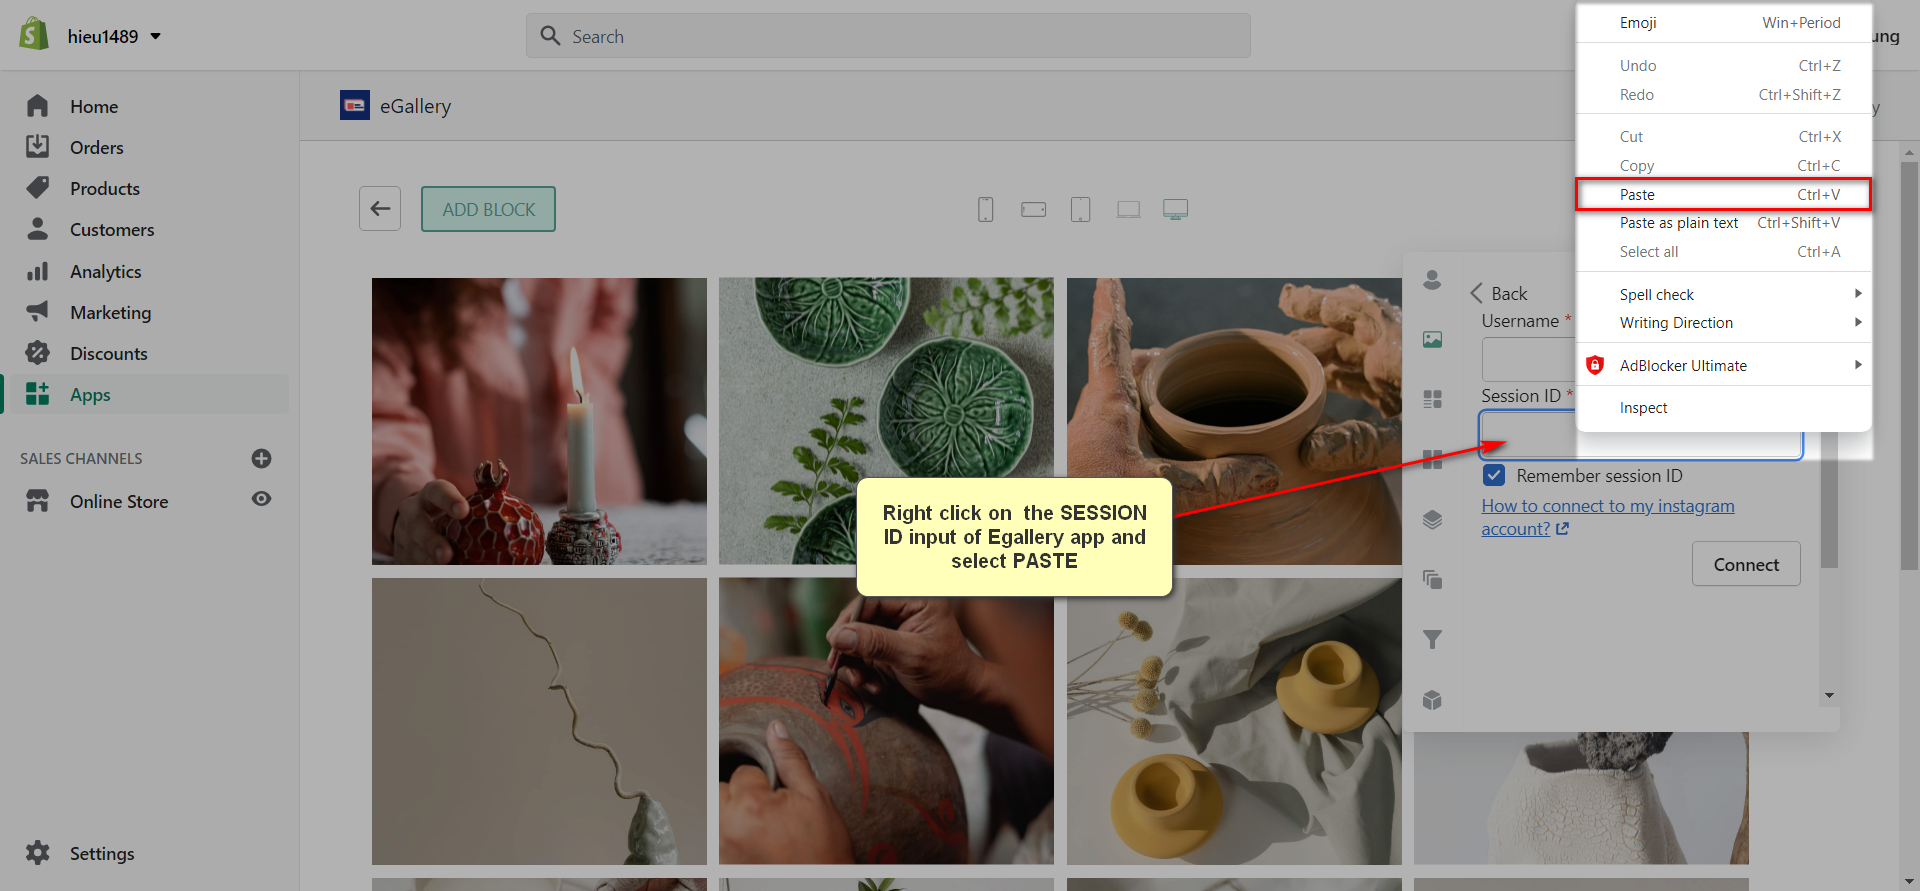 hieu1489
Search
Home
Orders
Products
Customers
Analytics
Marketing
Discounts
Apps
SALES CHANNELS
Online Store
Settings
eGallery
ADD BLOCK
Right click on the SESSION
ID input of Egallery app and
select PASTE
Back
Username *
Session ID *
Remember session ID
How to connect to my instagram
account?
Connect
Emoji Win+Period
Undo Ctrl+Z
Redo Ctrl+Shift+Z
Cut Ctrl+X
Copy Ctrl+C
Paste Ctrl+V
Paste as plain text Ctrl+Shift+V
Select all Ctrl+A
Spell check
Writing Direction
AdBlocker Ultimate
Inspect